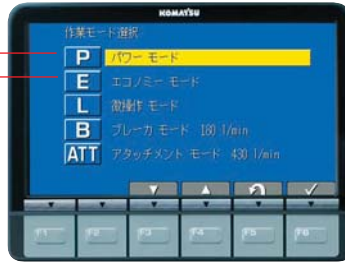 KOMATSU
作業モード選択
P パワー モード
E エコノミー モード
L 微操作 モード
B ブレーカ モード 180 l/min
ATT アタッチメント モード 430 l/min
F1 F2 F3 F4 F5 F6